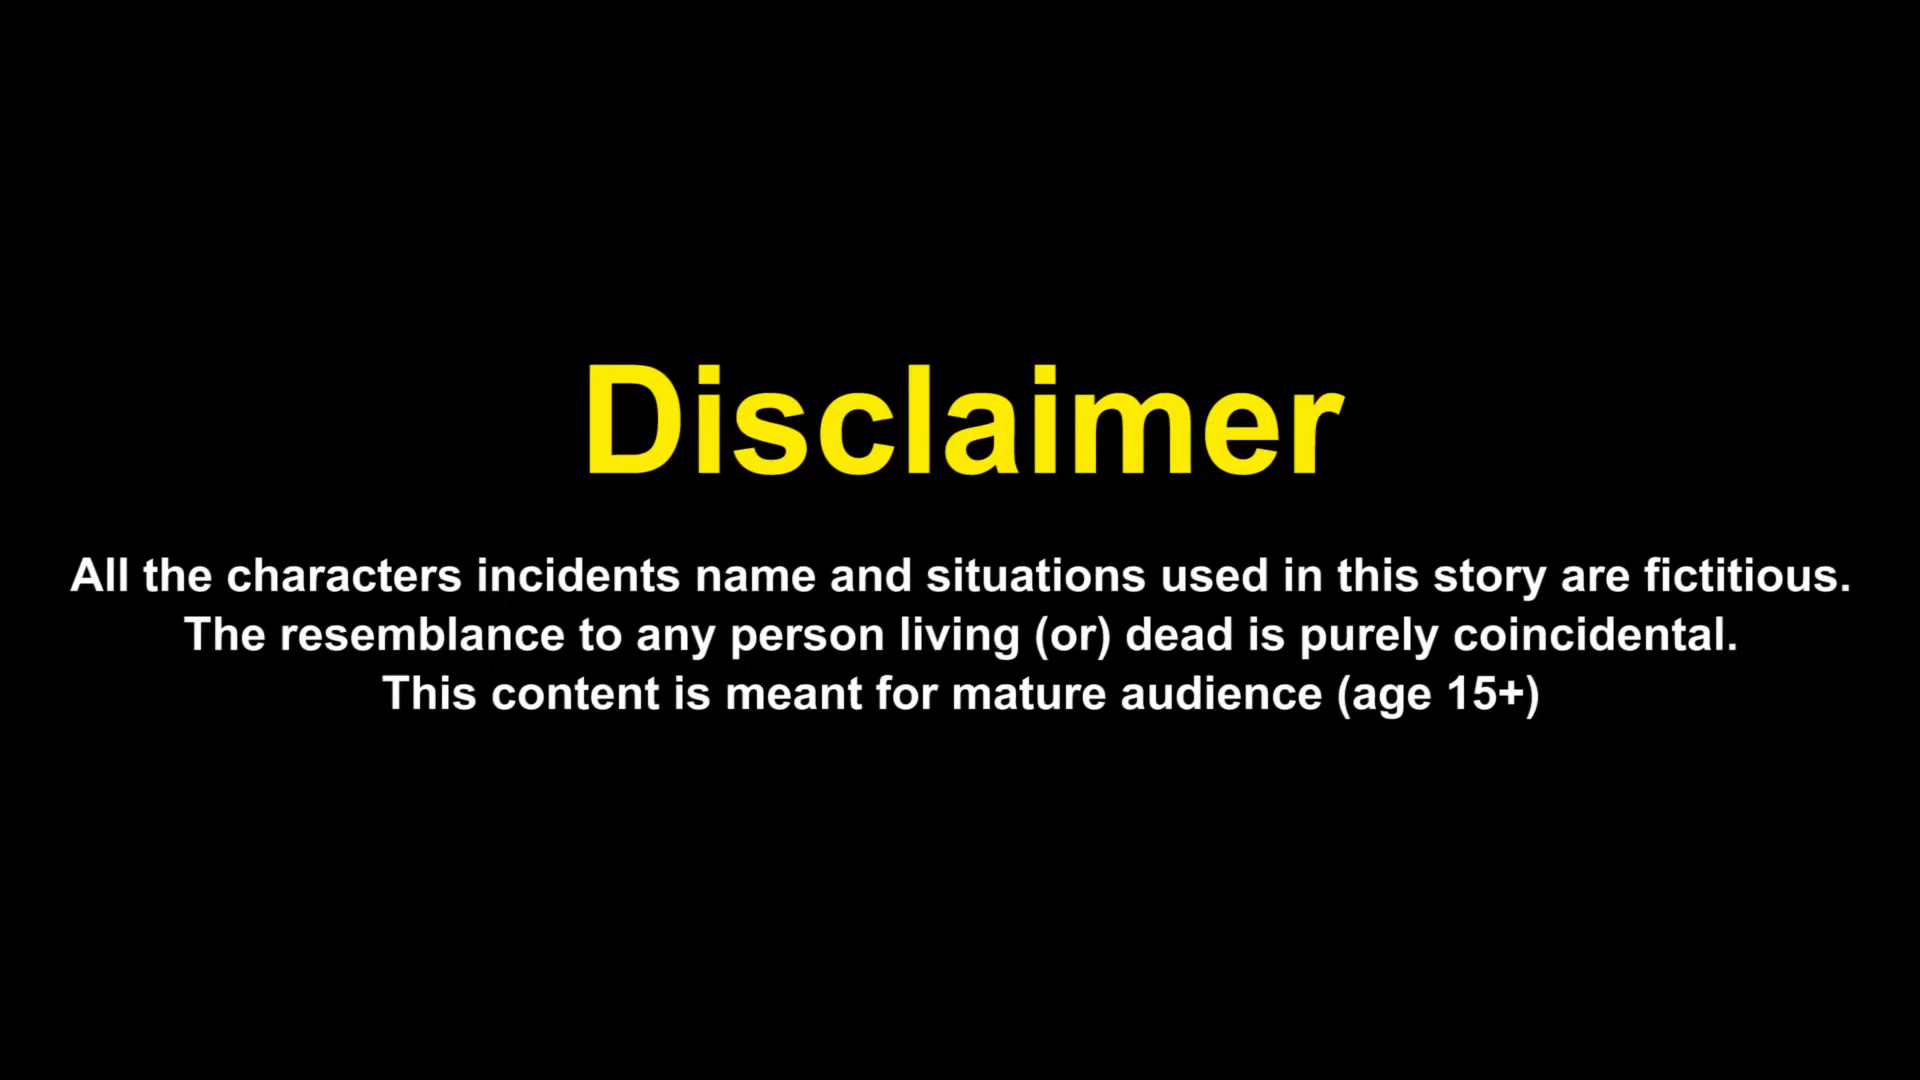 Disclaimer
All the characters incidents name and situations used in this story are fictitious.
The resemblance to any person living (or) dead is purely coincidental.
This content is meant for mature audience (age 15+)